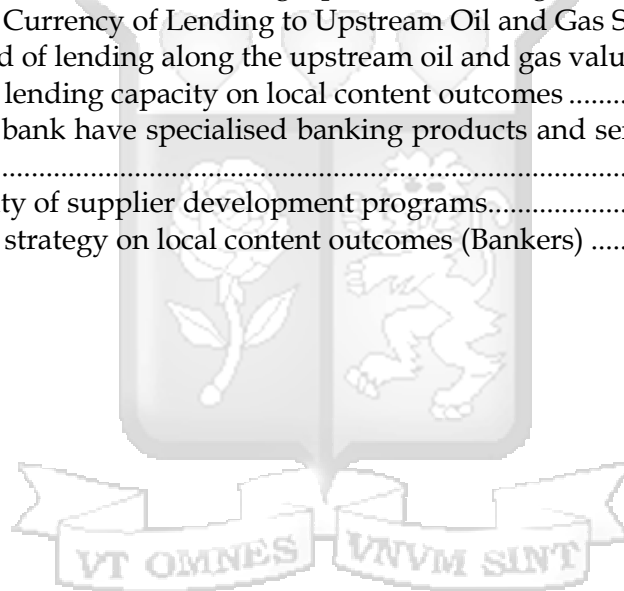 Currency of Lending to Upstream Oil and Gas S
d of lending along the upstream oil and gas valu
lending capacity on local content outcomes ........
bank have specialised banking products and se
................................................................................
ty of supplier development programs..................
strategy on local content outcomes (Bankers) .....
VT OMNES VNVM SINT